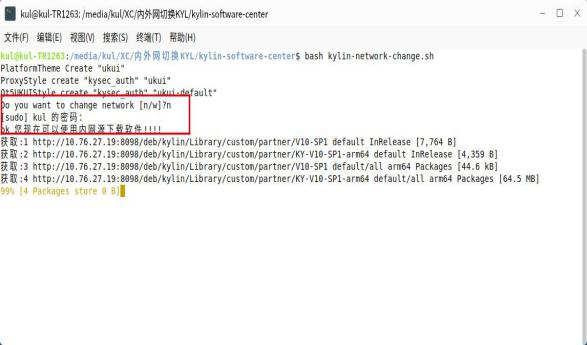 kul@kul-TR1263: /media/kul/XC/内外网切换KYL/kylin-software-center
文件(F) 编辑(E) 视图(V) 搜索(S) 终端(T) 帮助(H)
kul@kul-TR1263:/media/kul/XC/内外网切换KYL/kylin-software-center$ bash kylin-network-change.sh
PlatformTheme Create "ukui"
ProxyStyle create "kysec_auth" "ukui"
Qt5UKUIStyle create "kysec_auth" "ukui-default"
Do you want to change network [n/w]?n
[sudo] kul 的密码:
ok 您现在可以使用内网源下载软件!!!!
获取:1 http://10.76.27.19:8098/deb/kylin/Library/custom/partner/V10-SP1 default InRelease [7,764 B]
获取:2 http://10.76.27.19:8098/deb/kylin/Library/custom/partner/KY-V10-SP1-arm64 default InRelease [4,359 B]
获取:3 http://10.76.27.19:8098/deb/kylin/Library/custom/partner/V10-SP1 default/all arm64 Packages [44.6 kB]
获取:4 http://10.76.27.19:8098/deb/kylin/Library/custom/partner/KY-V10-SP1-arm64 default/all arm64 Packages [64.5 MB]
99% [4 Packages store 0 B]